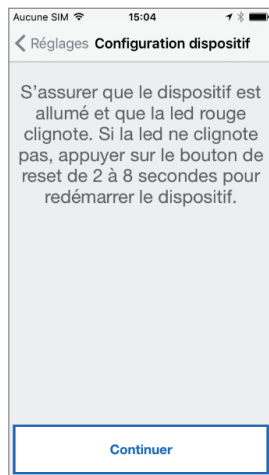 Aucune SIM 15:04
Réglages Configuration dispositif
S'assurer que le dispositif est
allumé et que la led rouge
clignote. Si la led ne clignote
pas, appuyer sur le bouton de
reset de 2 à 8 secondes pour
redémarrer le dispositif.
Continuer